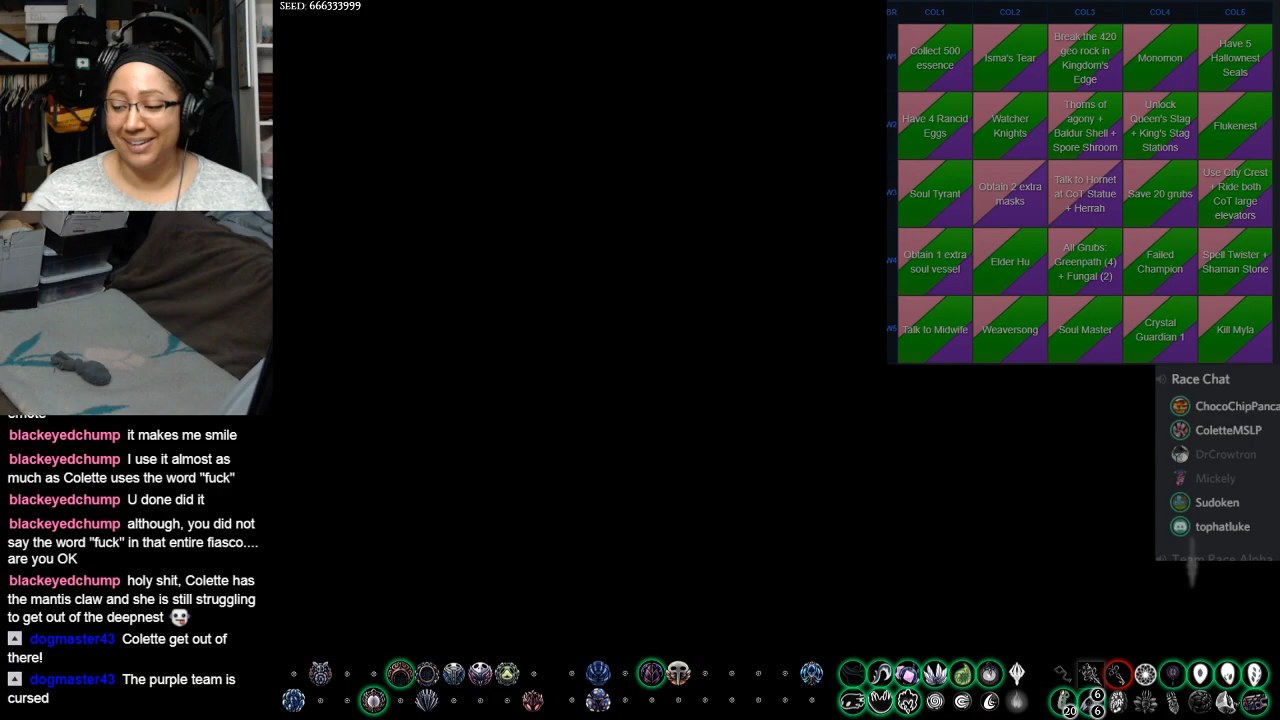 SEED: 666333999
BR
COL1 COL2 COL3 COL4 COL5
Collect 500
essence
Isma's Tear
Break the 420
geo rock in
Kingdom's
Edge
Monomon
Have 5
Hallownest
Seals
Have 4 Rancid
Eggs
Watcher
Knights
Thorns of
agony +
Baldur Shell +
Spore Shroom
Unlock
Queen's Stag
+ King's Stag
Stations
Flukenest
Soul Tyrant
Obtain 2 extra
masks
Talk to Hornet
at CoT Statue
+ Herrah
Save 20 grubs
Use City Crest
+ Ride both
CoT large
elevators
Obtain 1 extra
soul vessel
Elder Hu
All Grubs:
Greenpath (4)
+ Fungal (2)
Failed
Champion
Spell Twister +
Shaman Stone
Talk to Midwife
Weaversong
Soul Master
Crystal
Guardian 1
Kill Myla
Race Chat
ChocoChipPanca
ColetteMSLP
DrCrowtron
Mickely
Sudoken
tophatluke
Team Race Alpha
blackeyedchump it makes me smile
blackeyedchump I use it almost as
much as Colette uses the word "fuck"
blackeyedchump U done did it
blackeyedchump although, you did not
say the word "fuck" in that entire fiasco....
are you OK
blackeyedchump holy shit, Colette has
the mantis claw and she is still struggling
to get out of the deepnest
dogmaster43 Colette get out of
there!
dogmaster43 The purple team is
cursed
20
6
6